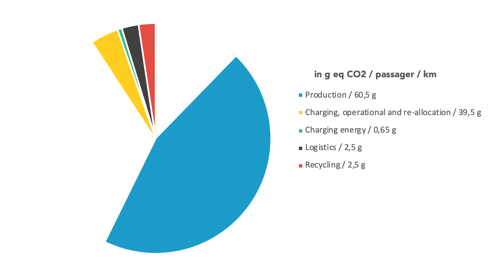 in g eq CO2 / passager / km
Production / 60,5 g
Charging, operational and re-allocation / 39,5 g
Charging energy / 0,65 g
Logistics / 2,5 g
Recycling / 2,5 g